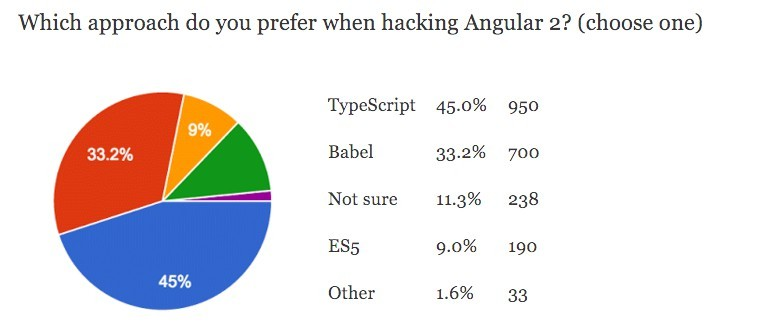 Which approach do you prefer when hacking Angular 2? (choose one)
9%
33.2%
45%
TypeScript 45.0% 950
Babel 33.2% 700
Not sure 11.3% 238
ES5 9.0% 190
Other 1.6% 33